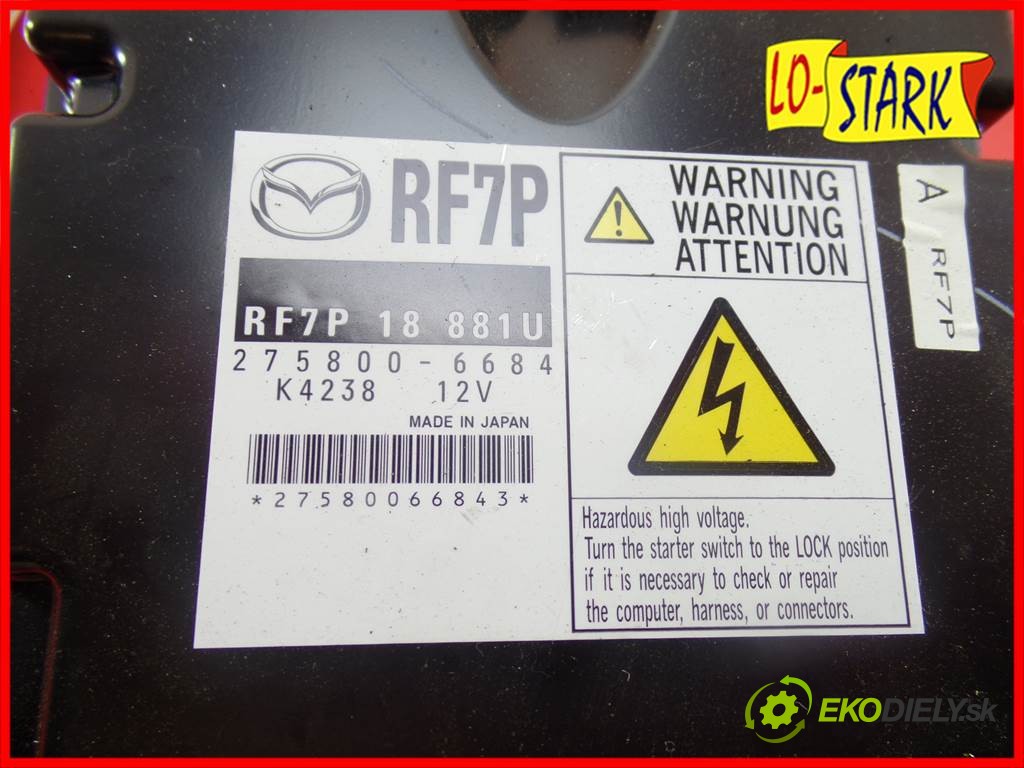 LO-STARK
RF7P
RF7P 18 881U
275800-6684
K4238 12V
MADE IN JAPAN
*27580066843*
WARNING
WARNUNG
ATTENTION
Hazardous high voltage.
Turn the starter switch to the LOCK position
if it is necessary to check or repair
the computer, harness, or connectors.
A RF7P
EKODIELY.sk